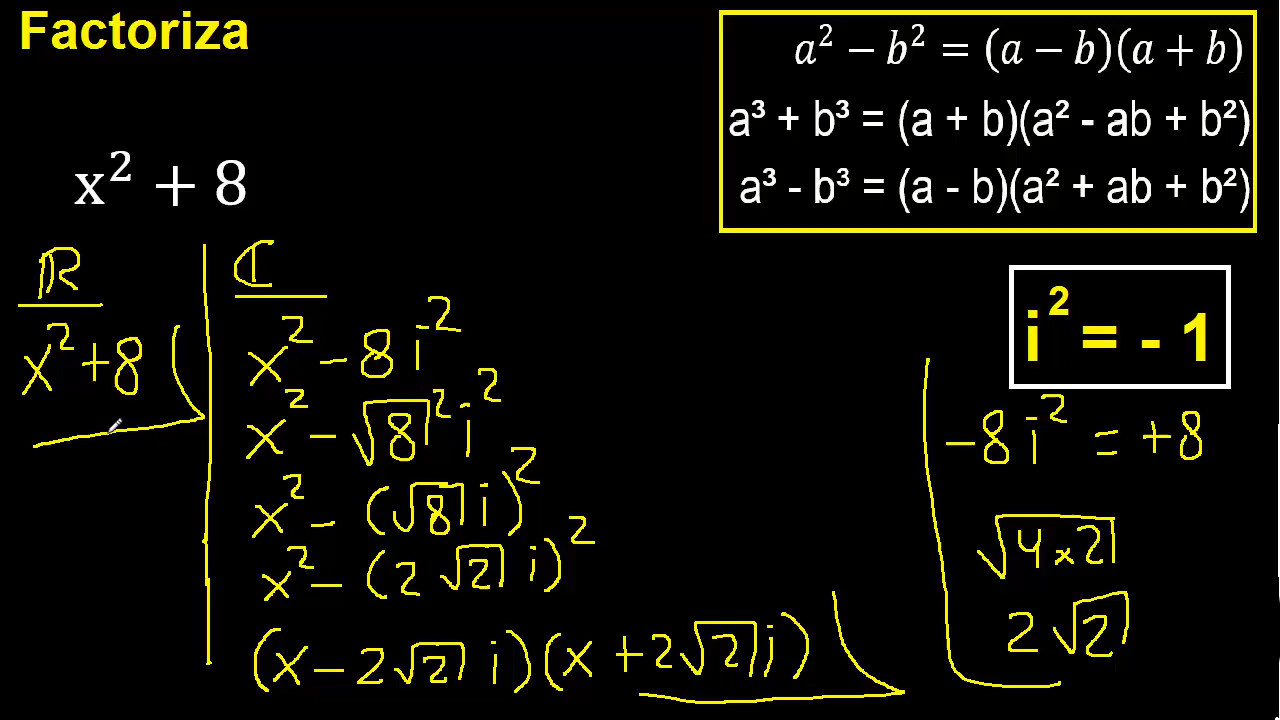 Factoriza
a² − b² = (a − b)(a + b)
a³ + b³ = (a + b)(a² - ab + b²)
a³ - b³ = (a - b)(a² + ab + b²)
x² + 8
i² = - 1
ℝ
x² + 8
ℂ
x² − 8 i²
x² − √8² i²
x² − (√8 i)²
x² − (2 √2 i)²
(x − 2 √2 i)(x + 2 √2 i)
−8 i² = +8
√4 x 2
2 √2